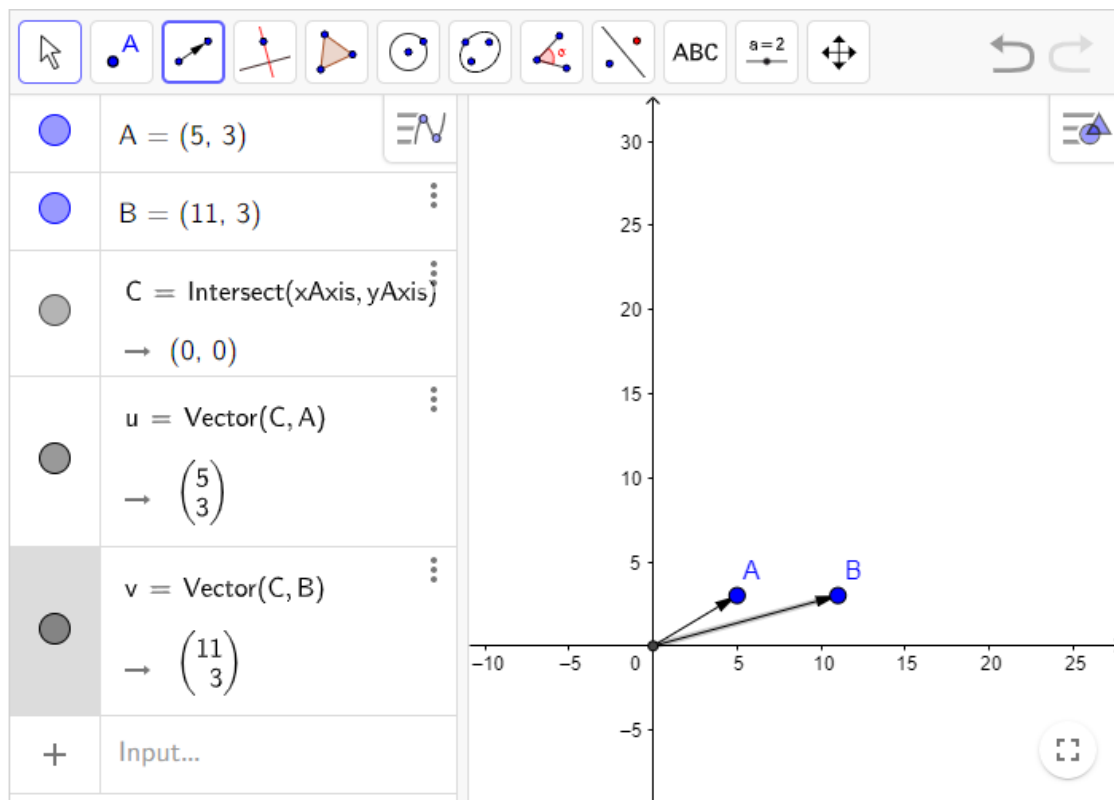 A
ABC
a=2
A = (5, 3)
B = (11, 3)
C = Intersect(xAxis, yAxis)
→ (0, 0)
u = Vector(C, A)
→ (5
3)
v = Vector(C, B)
→ (11
3)
+ Input...
30
25
20
15
10
5
A B
−10 −5 0 5 10 15 20 25
−5